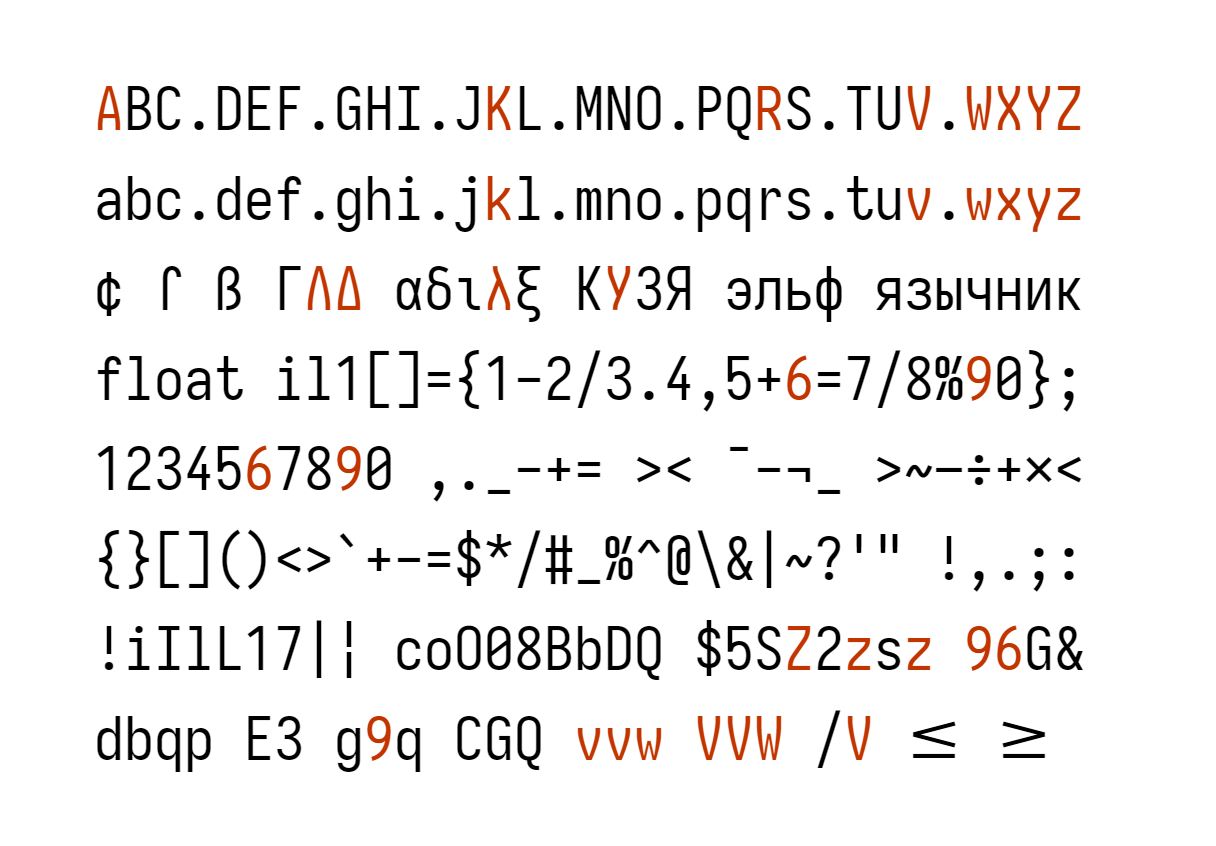 ABC.DEF.GHI.JKL.MNO.PQRS.TUV.WXYZ
abc.def.ghi.jkl.mno.pqrs.tuv.wxyz
¢ ſ ß ΓΛΔ αδιλξ КУЗЯ эльф язычник
float il1[]={1-2/3.4,5+6=7/8%90};
1234567890 ,._-+= >< ¯-¬_ >~–÷+×<
{}[]()<>`+-=$*/#_%^@\&|~?'" !,.;:
!iIlL17|¦ coO08BbDQ $5SZ2zsz 96G&
dbqp E3 g9q CGQ vvw VVW /V ≤ ≥